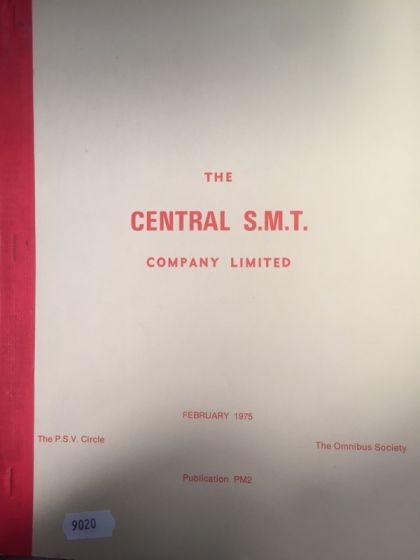 THE
CENTRAL S.M.T.
COMPANY LIMITED
FEBRUARY 1975
The P.S.V. Circle
The Omnibus Society
Publication PM2
9020